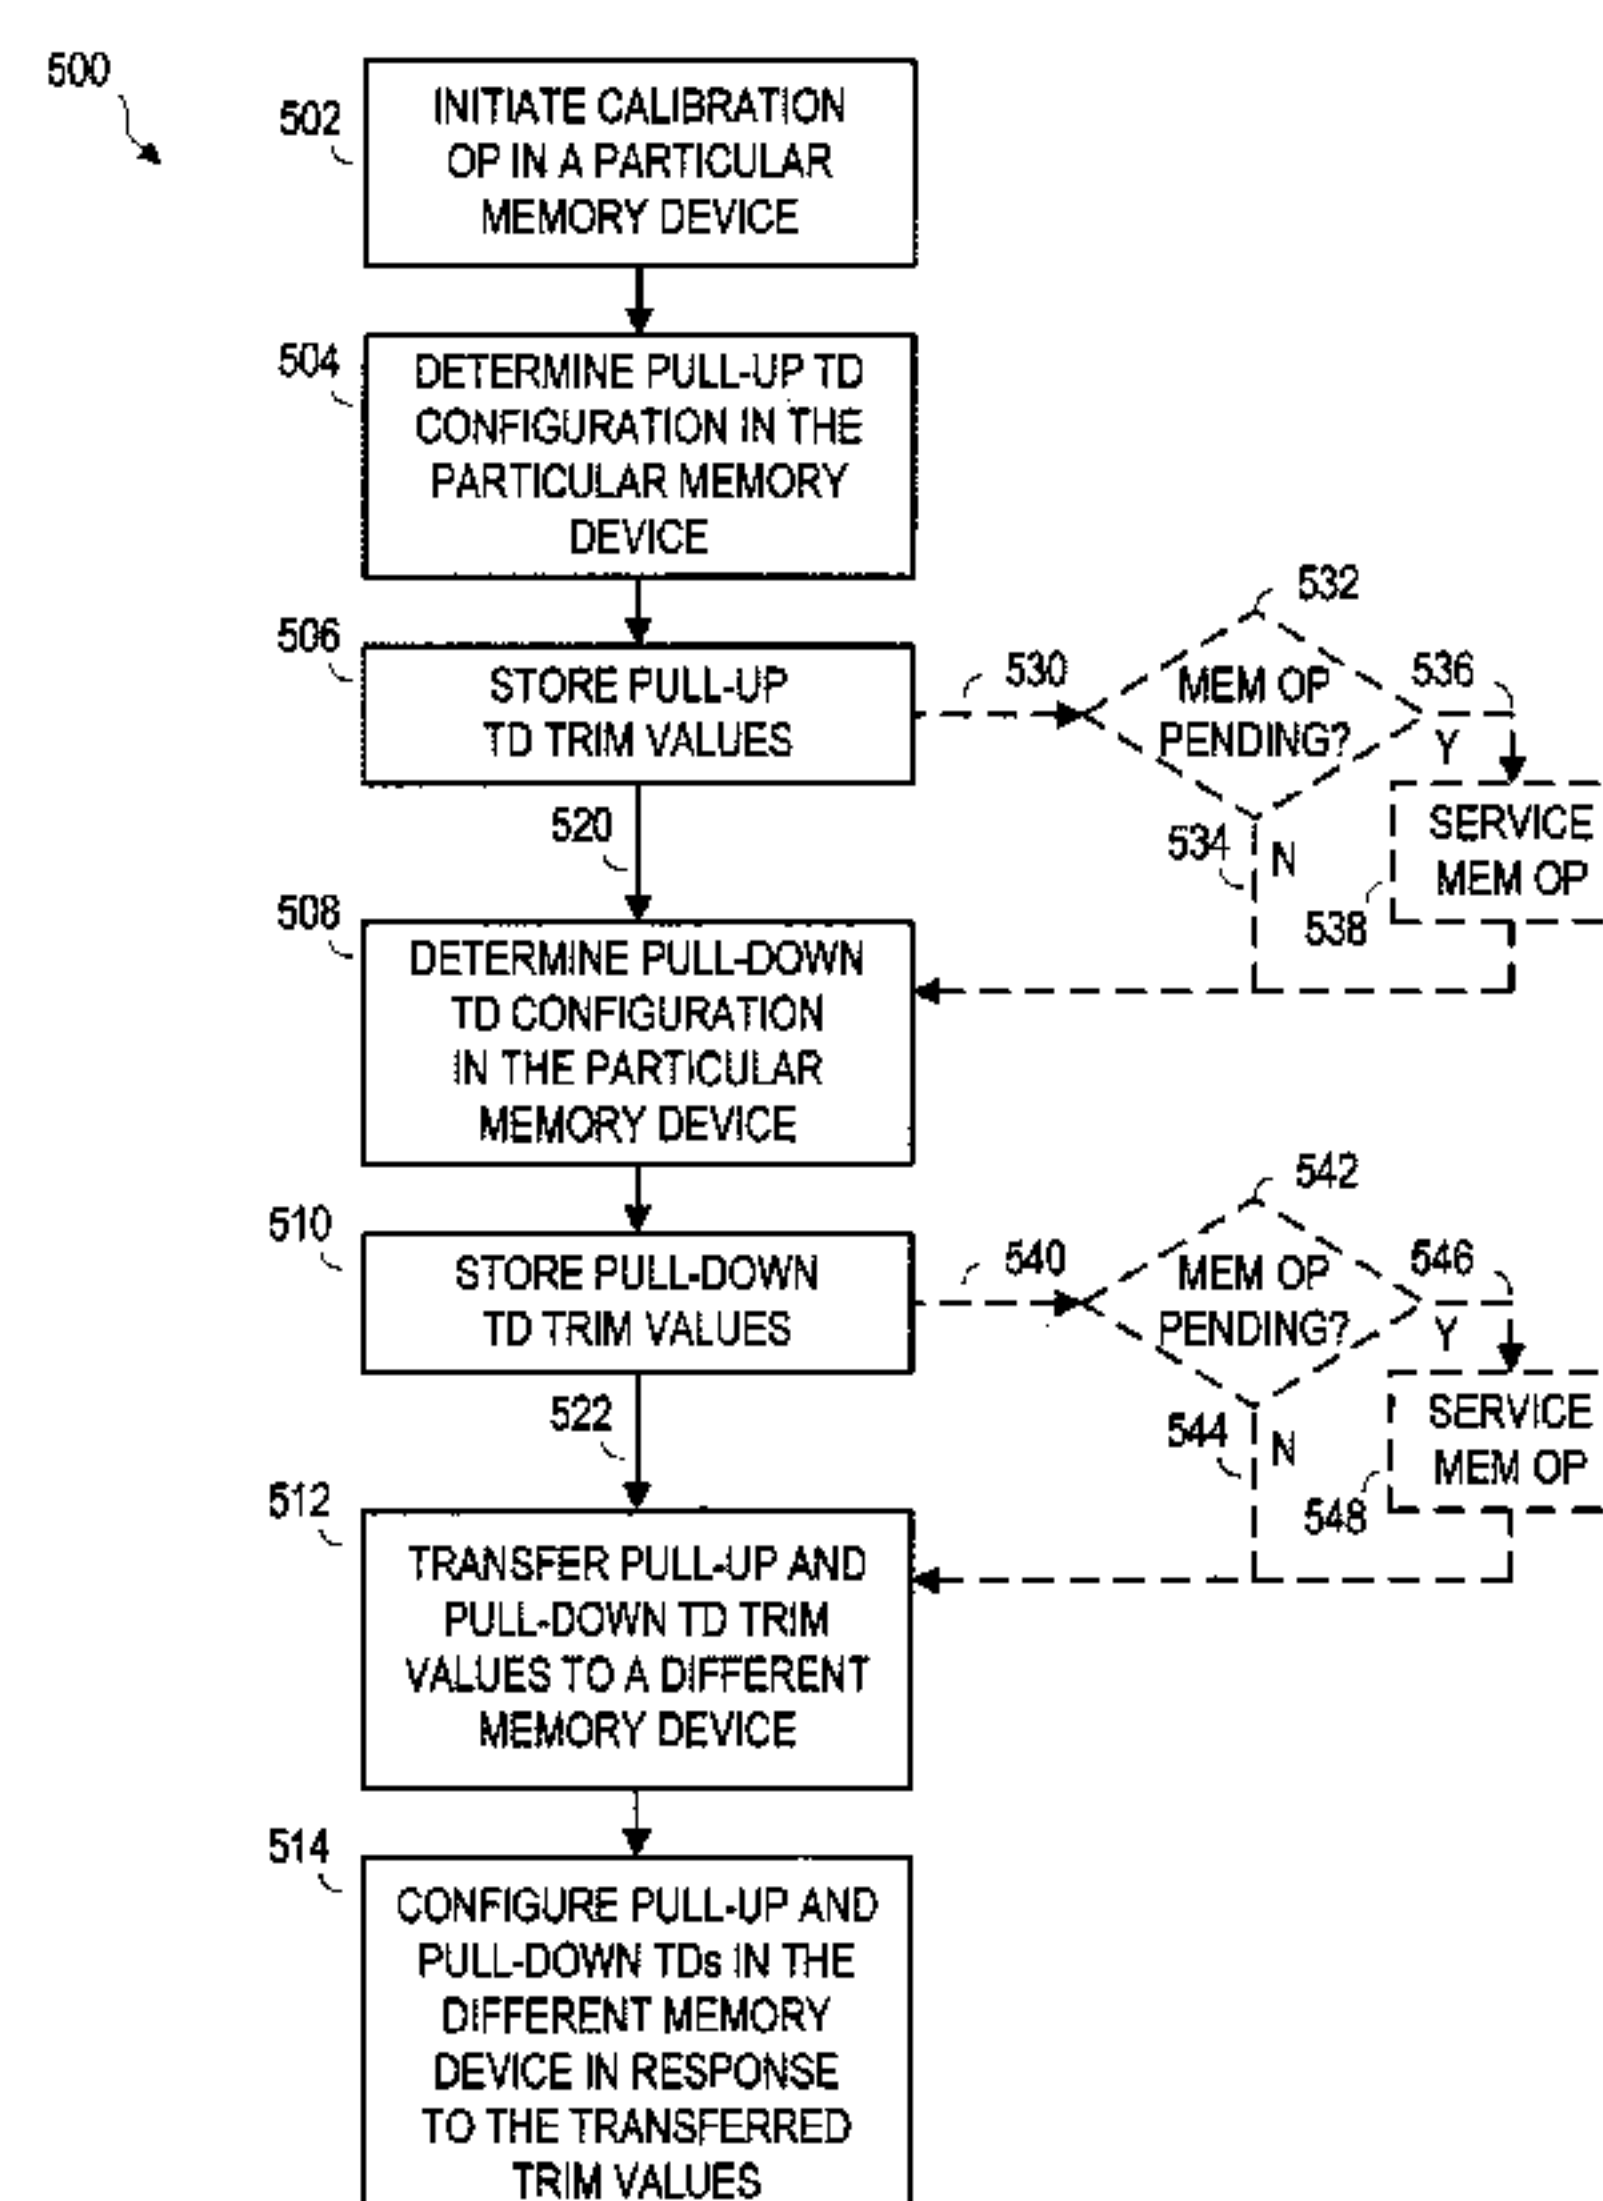 500
502
INITIATE CALIBRATION
OP IN A PARTICULAR
MEMORY DEVICE
504
DETERMINE PULL-UP TD
CONFIGURATION IN THE
PARTICULAR MEMORY
DEVICE
506
STORE PULL-UP
TD TRIM VALUES
530
532
MEM OP
PENDING?
536
Y
534
N
SERVICE
MEM OP
538
520
508
DETERMINE PULL-DOWN
TD CONFIGURATION
IN THE PARTICULAR
MEMORY DEVICE
510
STORE PULL-DOWN
TD TRIM VALUES
540
542
MEM OP
PENDING?
546
Y
544
N
SERVICE
MEM OP
548
522
512
TRANSFER PULL-UP AND
PULL-DOWN TD TRIM
VALUES TO A DIFFERENT
MEMORY DEVICE
514
CONFIGURE PULL-UP AND
PULL-DOWN TDs IN THE
DIFFERENT MEMORY
DEVICE IN RESPONSE
TO THE TRANSFERRED
TRIM VALUES